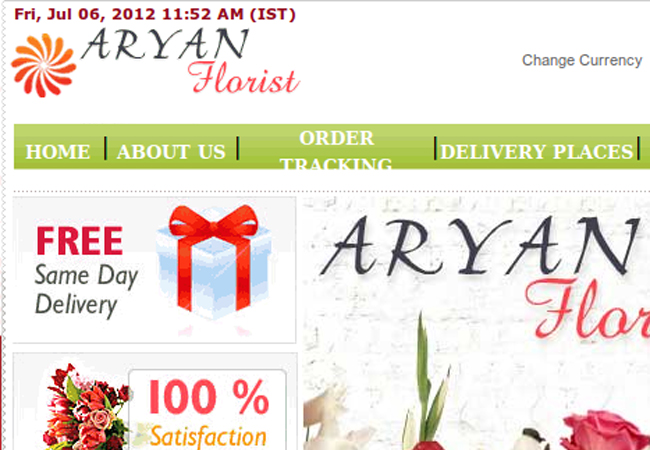 Fri, Jul 06, 2012 11:52 AM (IST)
ARYAN
Florist
Change Currency
HOME
ABOUT US
ORDER
TRACKING
DELIVERY PLACES
FREE
Same Day
Delivery
ARYAN
Flor
100 %
Satisfaction